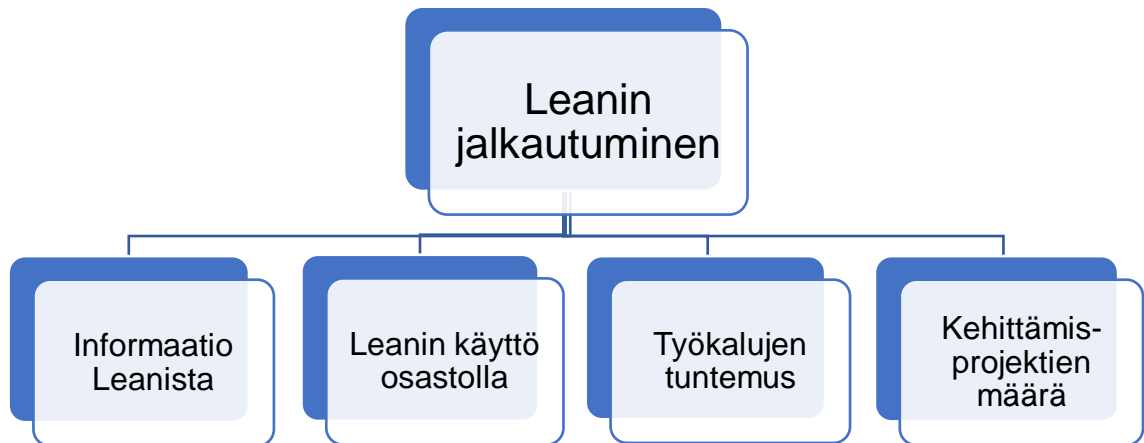 Leanin
jalkautuminen
Informaatio
Leanista
Leanin käyttö
osastolla
Työkalujen
tuntemus
Kehittämis-
projektien
määrä